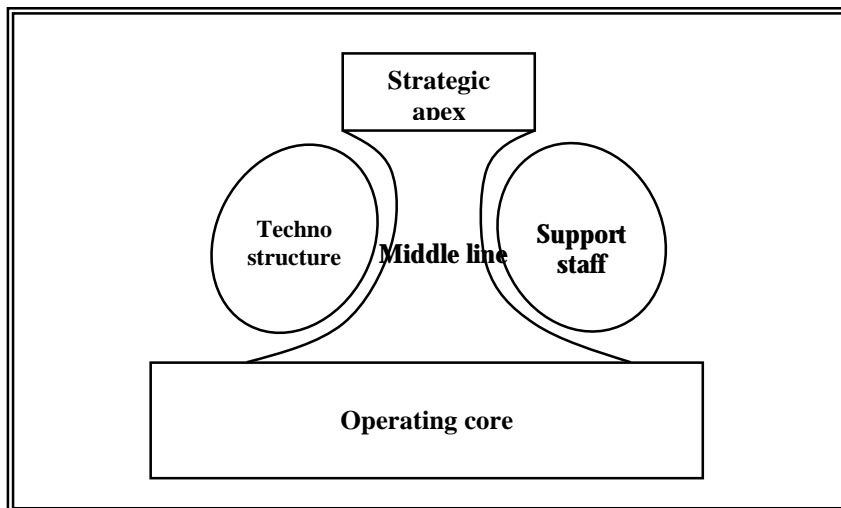 Strategic
apex
Techno
structure
Middle line
Support
staff
Operating core